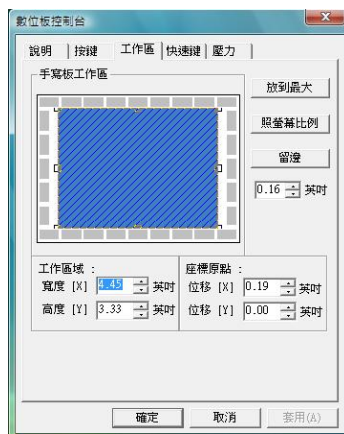 數位板控制台
說明 按鍵 工作區 快速鍵 壓力
手寫板工作區
放到最大
照螢幕比例
留邊
0.16 英吋
工作區域 :
寬度 [X] 4.45 英吋
高度 [Y] 3.33 英吋
座標原點 :
位移 [X] 0.19 英吋
位移 [Y] 0.00 英吋
確定 取消 套用(A)